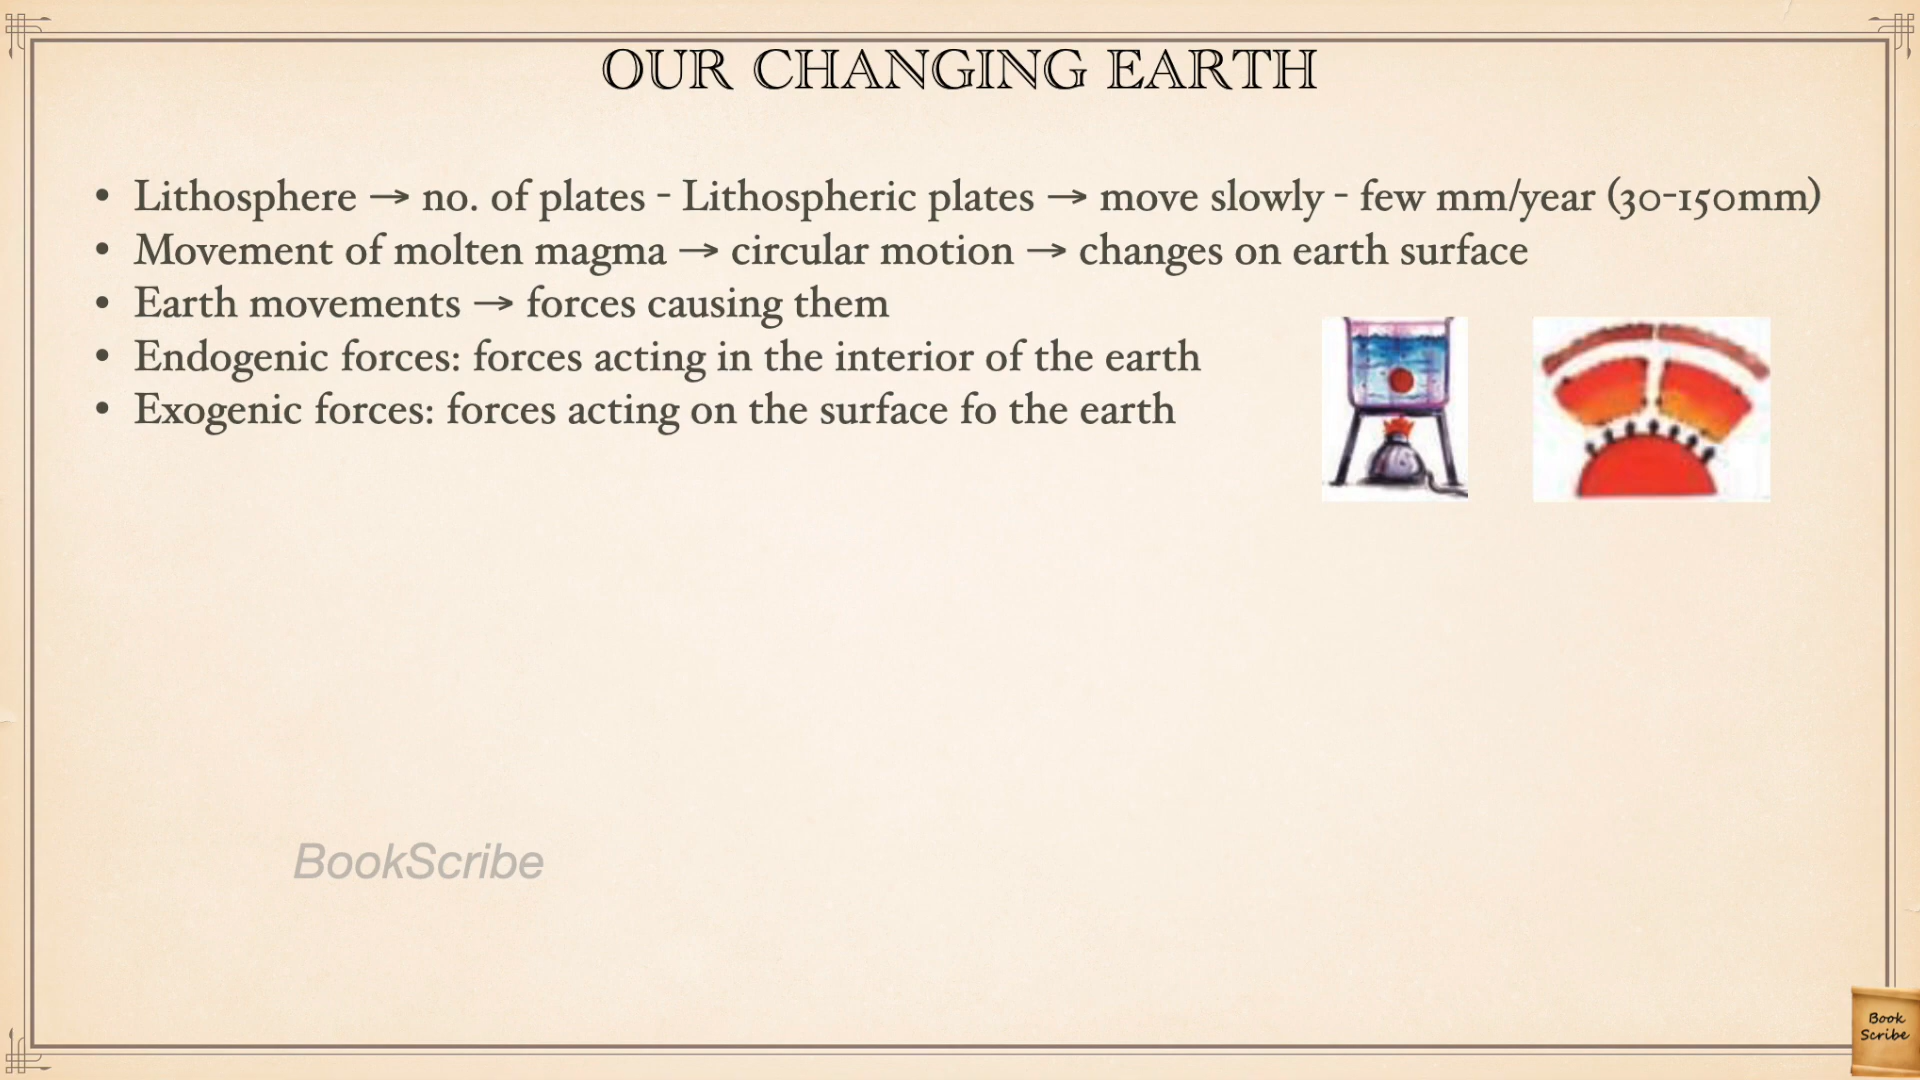 OUR CHANGING EARTH
• Lithosphere → no. of plates - Lithospheric plates → move slowly - few mm/year (30-150mm)
• Movement of molten magma → circular motion → changes on earth surface
• Earth movements → forces causing them
• Endogenic forces: forces acting in the interior of the earth
• Exogenic forces: forces acting on the surface fo the earth
BookScribe
Book
Scribe